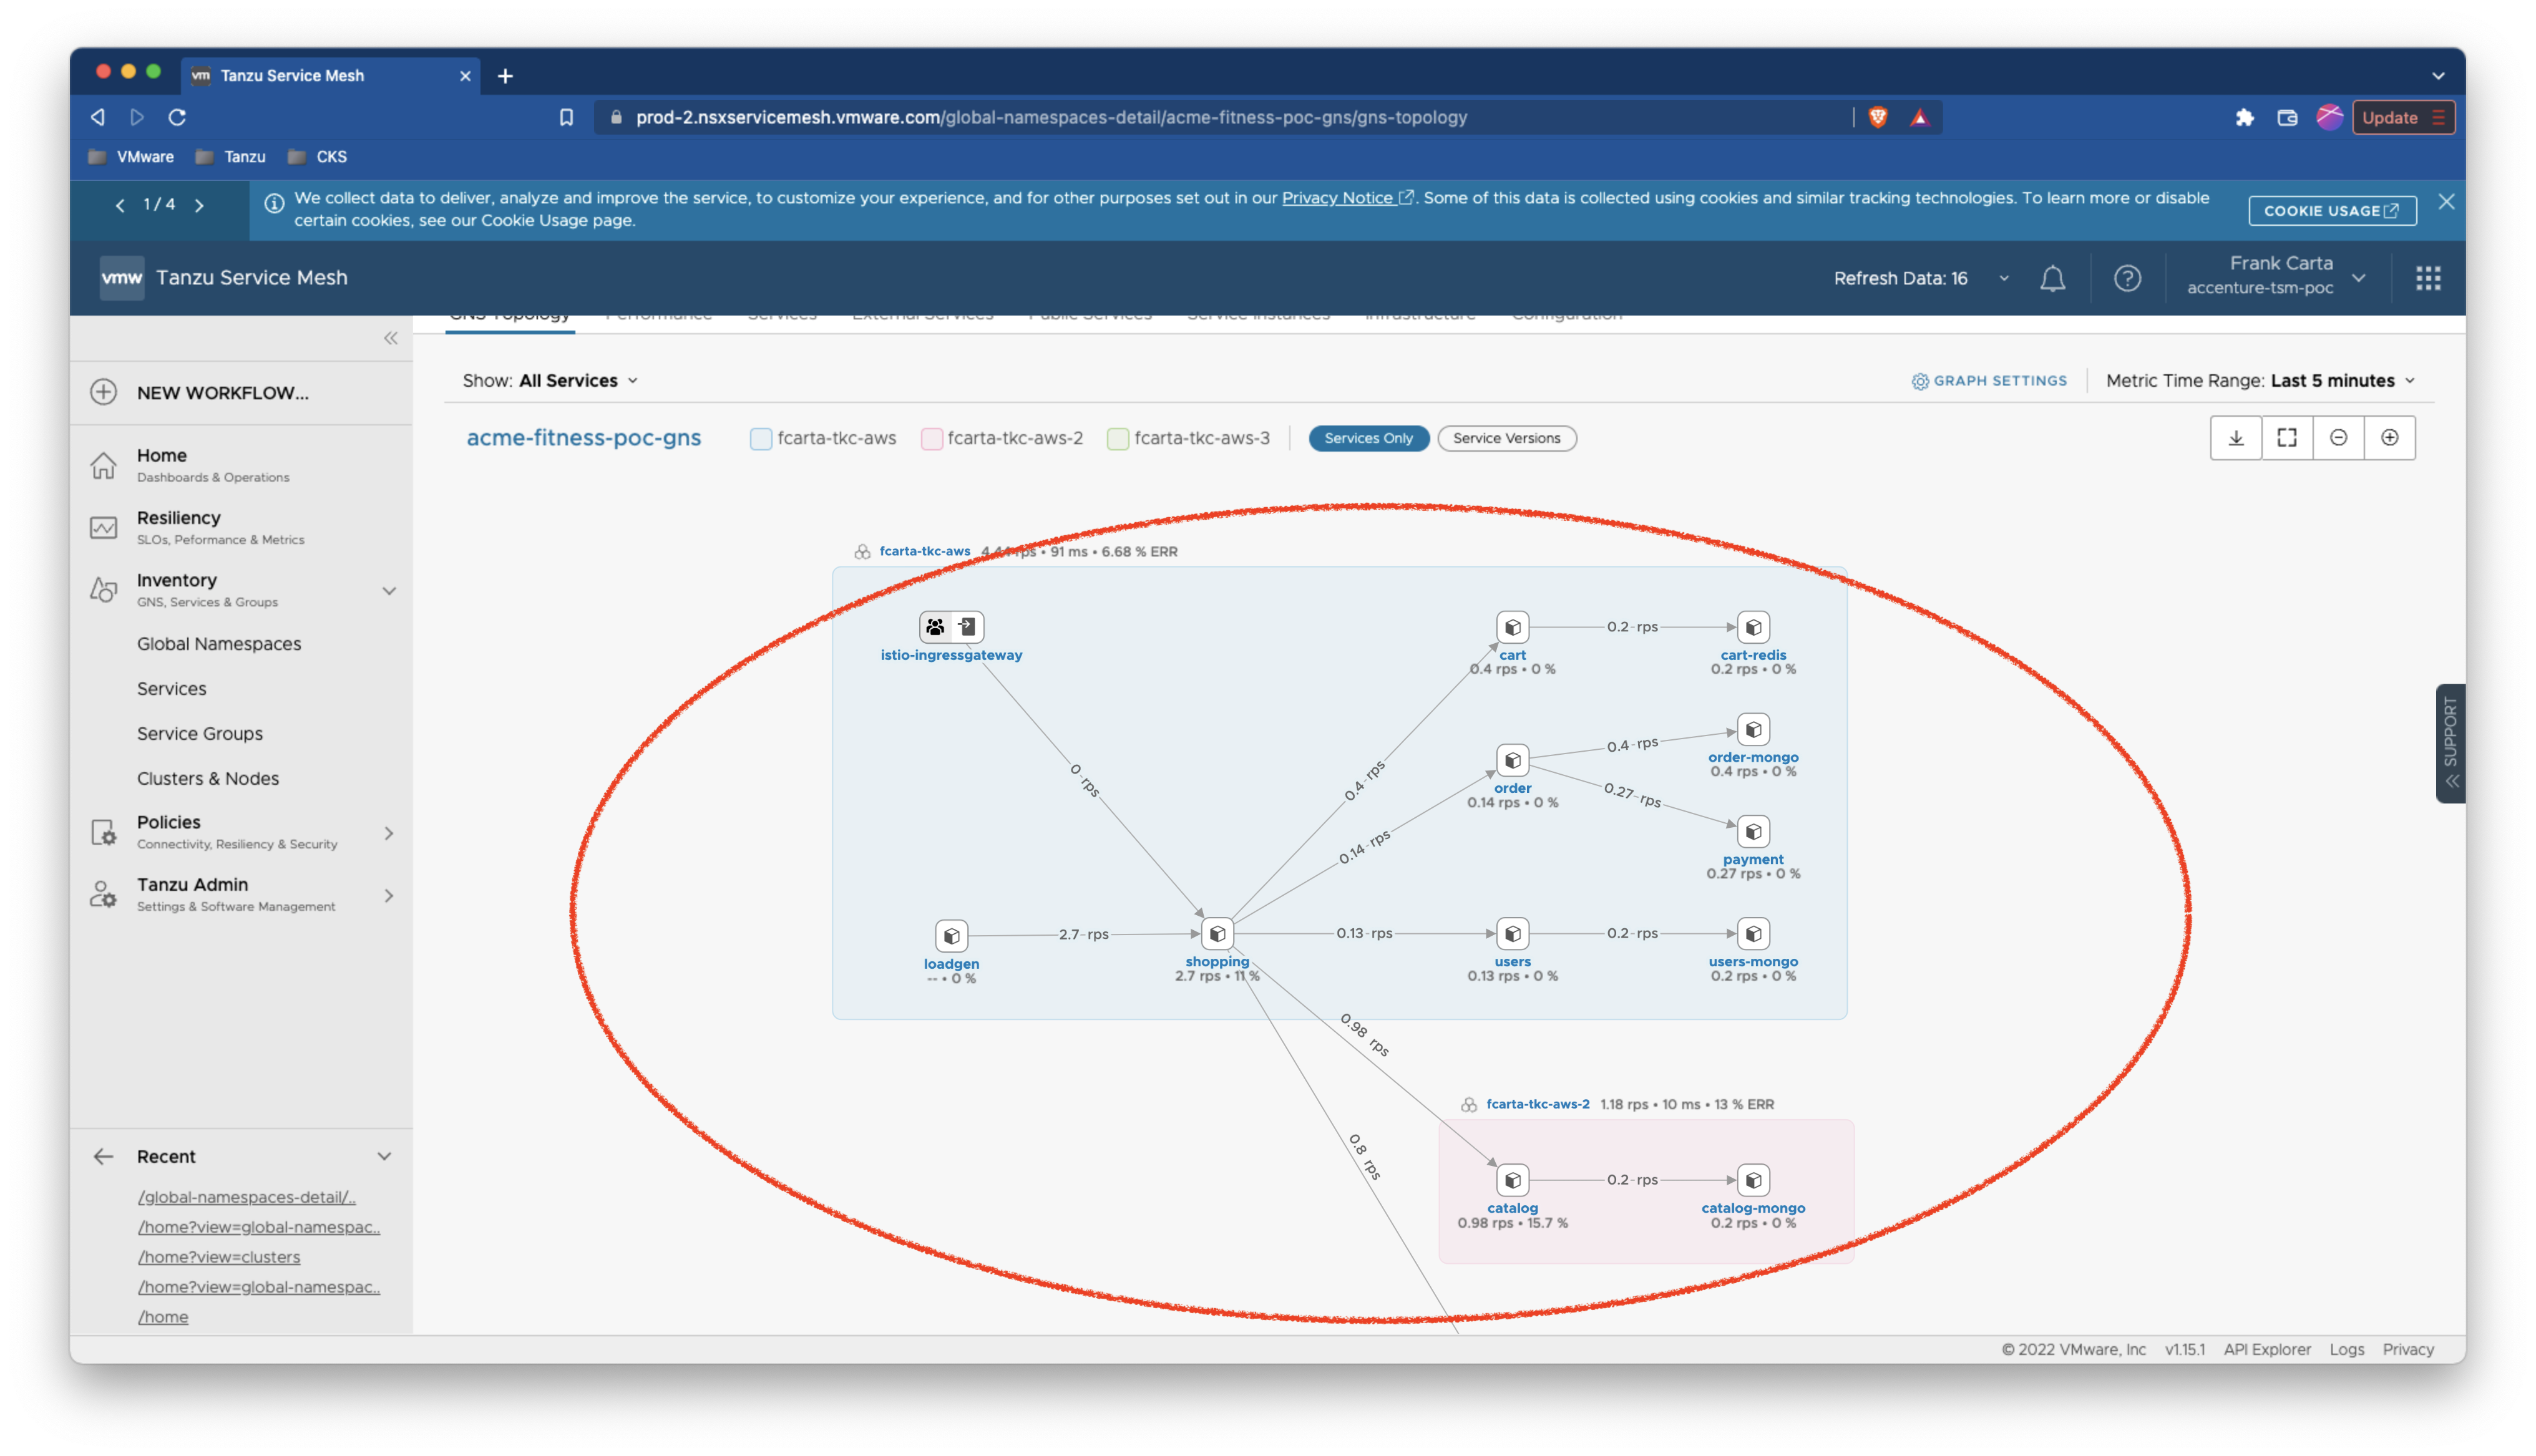 vm Tanzu Service Mesh
prod-2.nsxservicemesh.vmware.com/global-namespaces-detail/acme-fitness-poc-gns/gns-topology
Update
VMware Tanzu CKS
1 / 4
We collect data to deliver, analyze and improve the service, to customize your experience, and for other purposes set out in our Privacy Notice. Some of this data is collected using cookies and similar tracking technologies. To learn more or disable
certain cookies, see our Cookie Usage page.
COOKIE USAGE
vmw Tanzu Service Mesh
Refresh Data: 16
Frank Carta
accenture-tsm-poc
GNS Topology Performance Services External Services Public Services Service Instances Infrastructure Configuration
NEW WORKFLOW...
Home
Dashboards & Operations
Resiliency
SLOs, Peformance & Metrics
Inventory
GNS, Services & Groups
Global Namespaces
Services
Service Groups
Clusters & Nodes
Policies
Connectivity, Resiliency & Security
Tanzu Admin
Settings & Software Management
Recent
/global-namespaces-detail/..
/home?view=global-namespac..
/home?view=clusters
/home?view=global-namespac..
/home
Show: All Services
GRAPH SETTINGS
Metric Time Range: Last 5 minutes
acme-fitness-poc-gns
fcarta-tkc-aws
fcarta-tkc-aws-2
fcarta-tkc-aws-3
Services Only
Service Versions
fcarta-tkc-aws 4.44 rps • 91 ms • 6.68 % ERR
istio-ingressgateway
0 rps
loadgen
-- • 0 %
2.7 rps
shopping
2.7 rps • 11 %
0.4 rps
cart
0.4 rps • 0 %
0.2 rps
cart-redis
0.2 rps • 0 %
0.14 rps
order
0.14 rps • 0 %
0.4 rps
order-mongo
0.4 rps • 0 %
0.27 rps
payment
0.27 rps • 0 %
0.13 rps
users
0.13 rps • 0 %
0.2 rps
users-mongo
0.2 rps • 0 %
0.98 rps
0.8 rps
fcarta-tkc-aws-2 1.18 rps • 10 ms • 13 % ERR
catalog
0.98 rps • 15.7 %
0.2 rps
catalog-mongo
0.2 rps • 0 %
SUPPORT
© 2022 VMware, Inc v1.15.1 API Explorer Logs Privacy